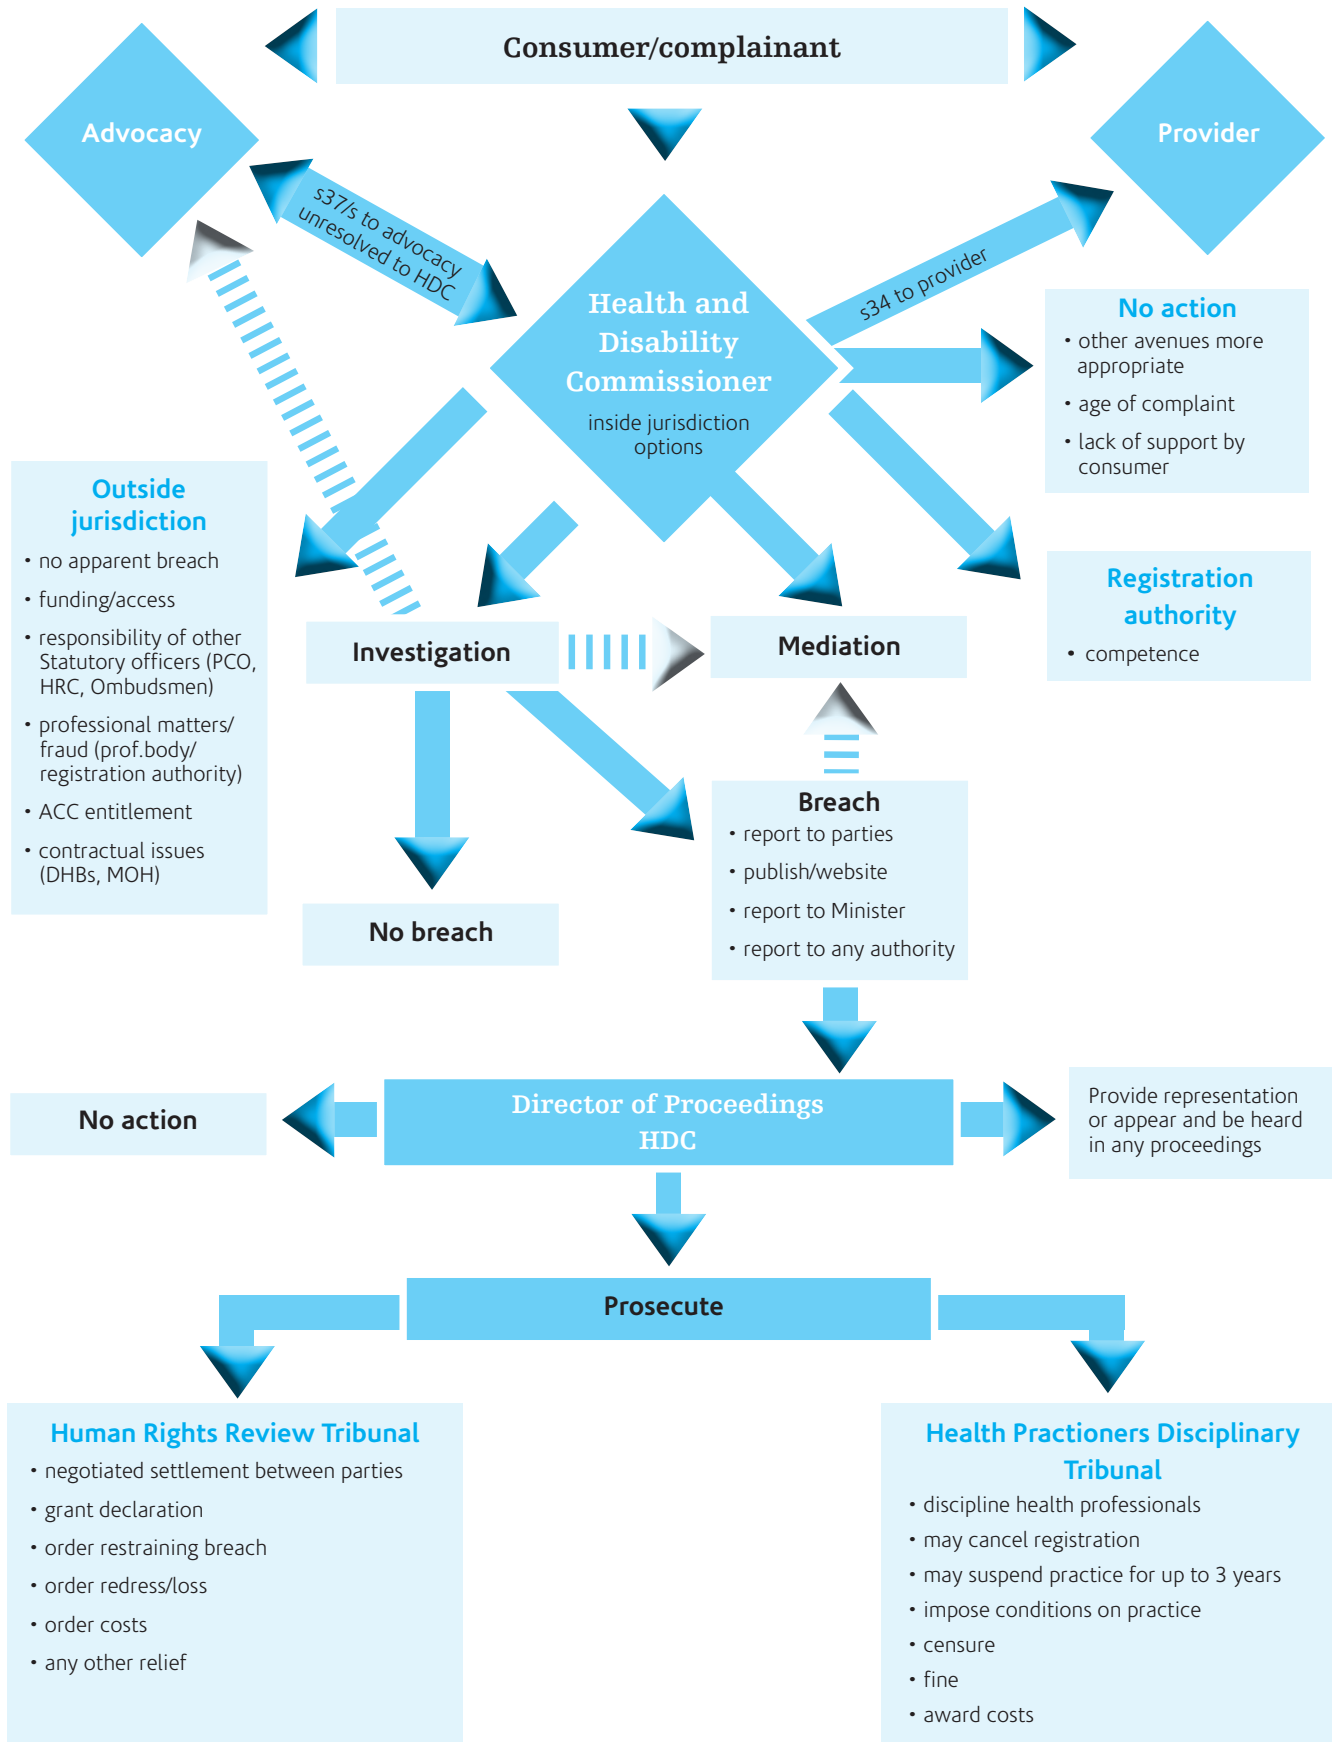 Consumer/complainant
Advocacy
Provider
s37/s to advocacy
unresolved to HDC
s34 to provider
Health and
Disability
Commissioner
inside jurisdiction
options
No action
• other avenues more
appropriate
• age of complaint
• lack of support by
consumer
Outside
jurisdiction
• no apparent breach
• funding/access
• responsibility of other
Statutory officers (PCO,
HRC, Ombudsmen)
• professional matters/
fraud (prof.body/
registration authority)
• ACC entitlement
• contractual issues
(DHBs, MOH)
Registration
authority
• competence
Investigation
Mediation
Breach
• report to parties
• publish/website
• report to Minister
• report to any authority
No breach
No action
Director of Proceedings
HDC
Provide representation
or appear and be heard
in any proceedings
Prosecute
Human Rights Review Tribunal
• negotiated settlement between parties
• grant declaration
• order restraining breach
• order redress/loss
• order costs
• any other relief
Health Practioners Disciplinary
Tribunal
• discipline health professionals
• may cancel registration
• may suspend practice for up to 3 years
• impose conditions on practice
• censure
• fine
• award costs